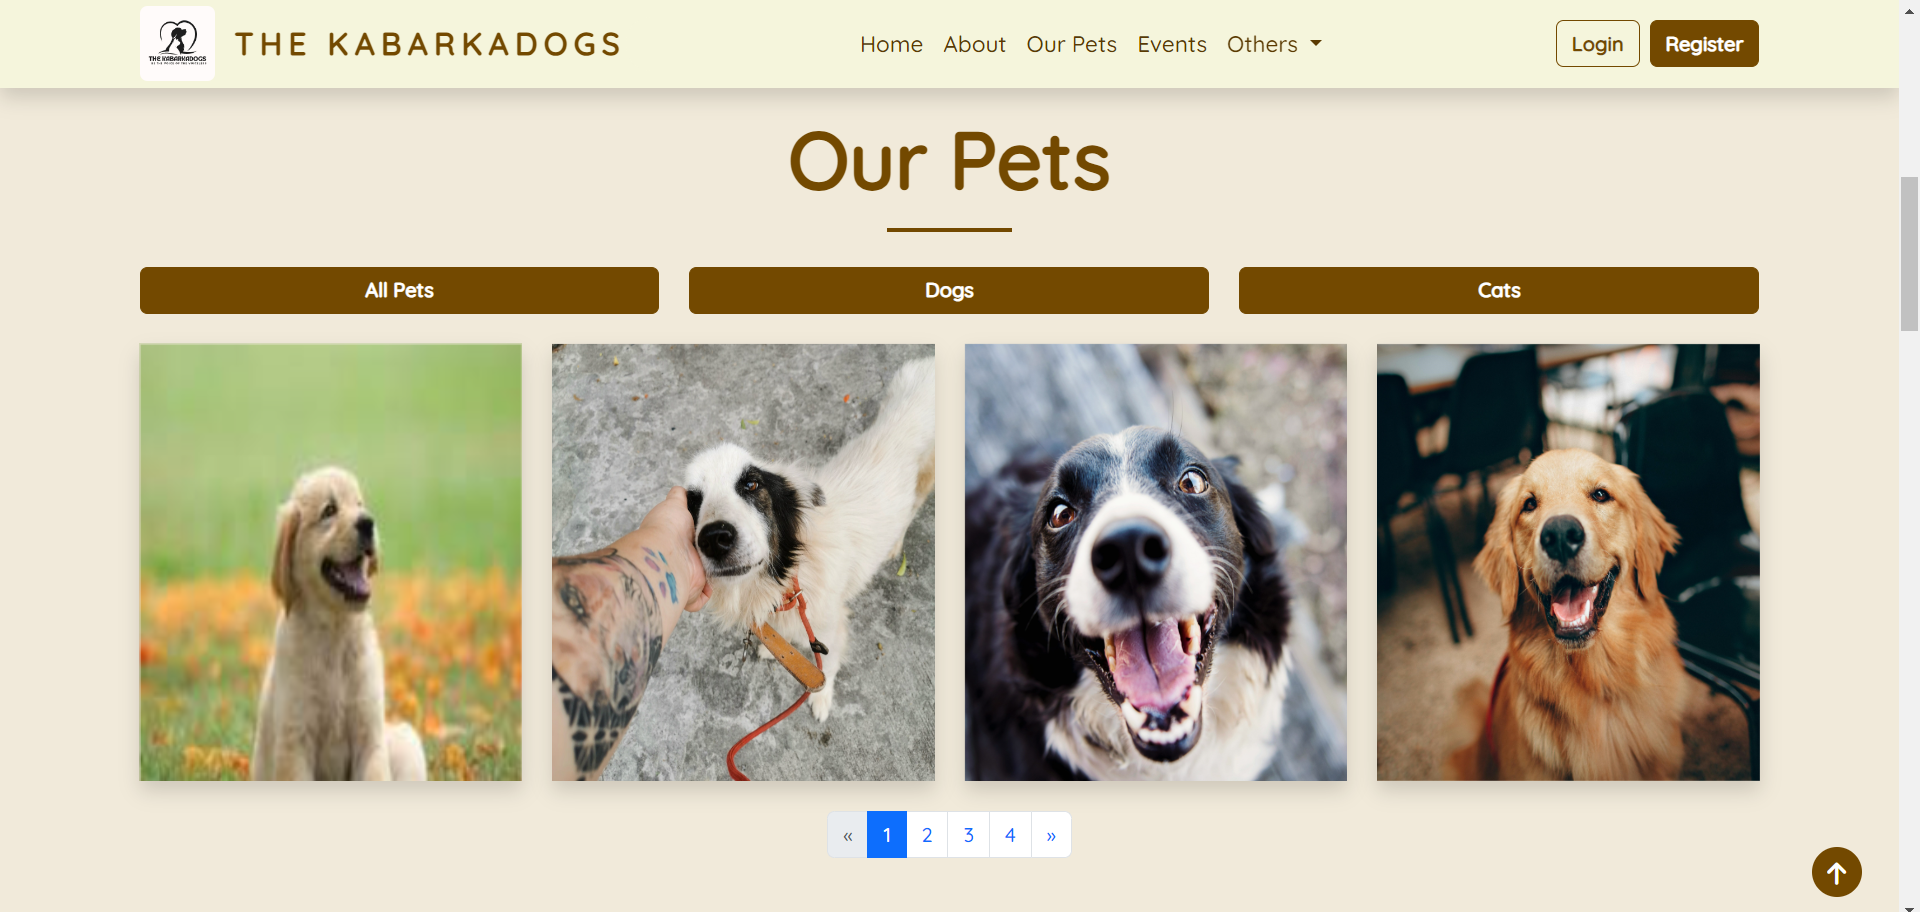 THE KABARKADOGS
THE KABARKADOGS
Home About Our Pets Events Others
Login Register
Our Pets
All Pets
Dogs
Cats
« 1 2 3 4 »